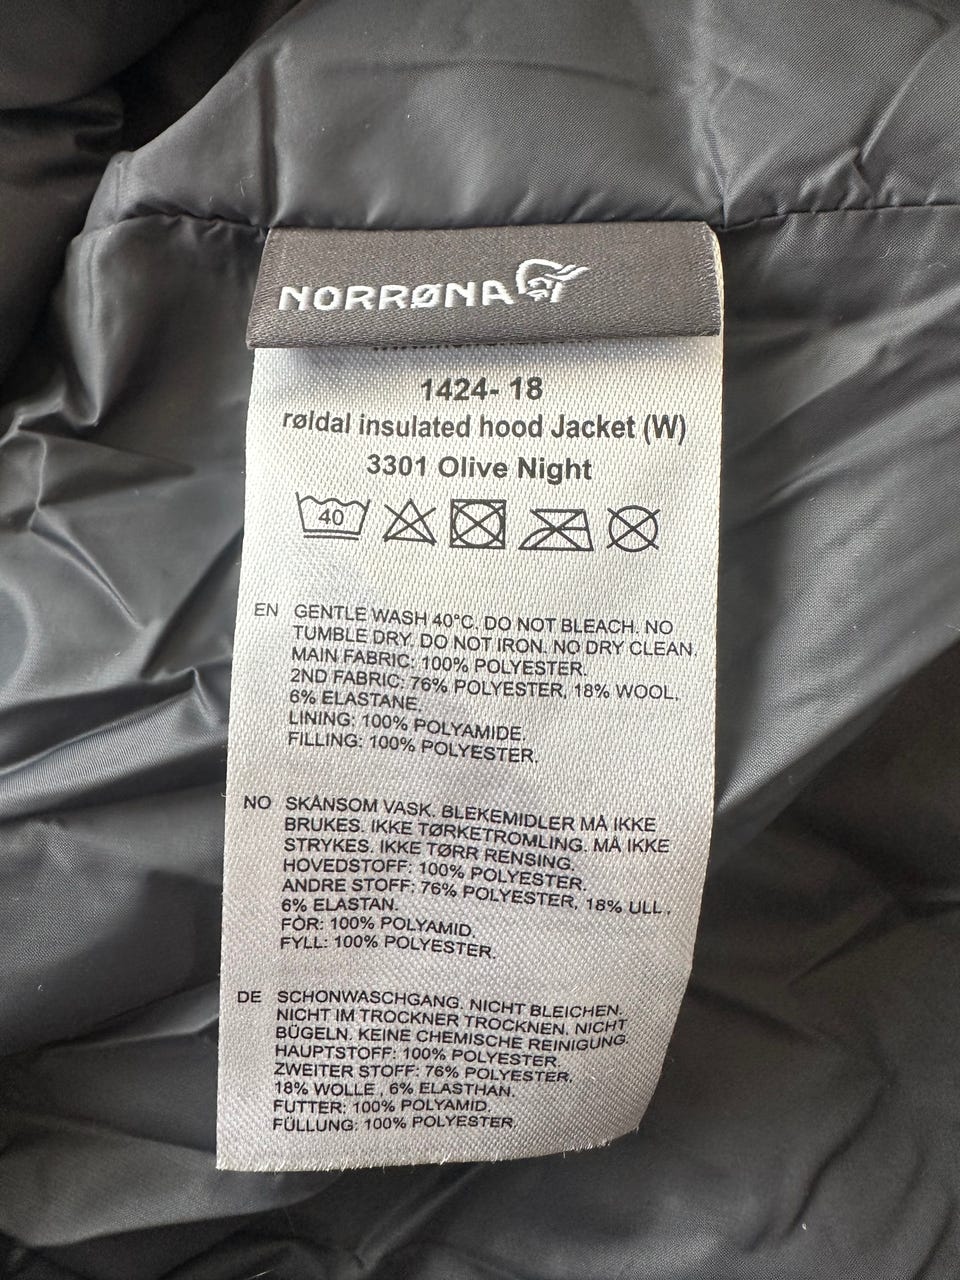 NORRØNA
1424- 18
røldal insulated hood Jacket (W)
3301 Olive Night
40
EN GENTLE WASH 40°C. DO NOT BLEACH. NO
TUMBLE DRY. DO NOT IRON. NO DRY CLEAN.
MAIN FABRIC: 100% POLYESTER.
2ND FABRIC: 76% POLYESTER, 18% WOOL,
6% ELASTANE.
LINING: 100% POLYAMIDE.
FILLING: 100% POLYESTER.
NO SKÅNSOM VASK. BLEKEMIDLER MÅ IKKE
BRUKES. IKKE TØRKETROMLING. MÅ IKKE
STRYKES. IKKE TØRR RENSING.
HOVEDSTOFF: 100% POLYESTER.
ANDRE STOFF: 76% POLYESTER, 18% ULL ,
6% ELASTAN.
FÔR: 100% POLYAMID.
FYLL: 100% POLYESTER.
DE SCHONWASCHGANG. NICHT BLEICHEN.
NICHT IM TROCKNER TROCKNEN. NICHT
BÜGELN. KEINE CHEMISCHE REINIGUNG.
HAUPTSTOFF: 100% POLYESTER.
ZWEITER STOFF: 76% POLYESTER,
18% WOLLE , 6% ELASTHAN.
FUTTER: 100% POLYAMID.
FÜLLUNG: 100% POLYESTER.